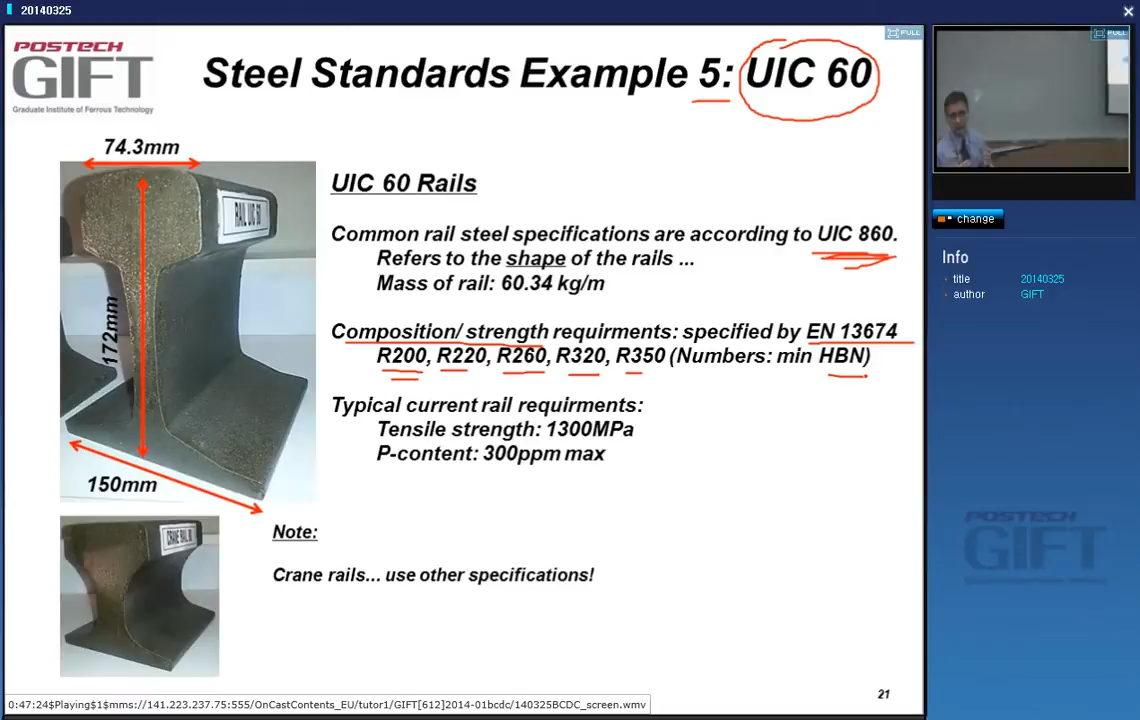 20140325
FULL
POSTECH
GIFT
Graduate Institute of Ferrous Technology
Steel Standards Example 5: UIC 60
FULL
74.3mm
RAIL UIC 60
172mm
150mm
UIC 60 Rails
Common rail steel specifications are according to UIC 860.
Refers to the shape of the rails ...
Mass of rail: 60.34 kg/m
Composition/ strength requirments: specified by EN 13674
R200, R220, R260, R320, R350 (Numbers: min HBN)
Typical current rail requirments:
Tensile strength: 1300MPa
P-content: 300ppm max
Note:
Crane rails... use other specifications!
21
change
Info
title 20140325
author GIFT
POSTECH
GIFT
0:47:24$Playing$1$mms://141.223.237.75:555/OnCastContents_EU/tutor1/GIFT[612]2014-01bcdc/140325BCDC_screen.wmv